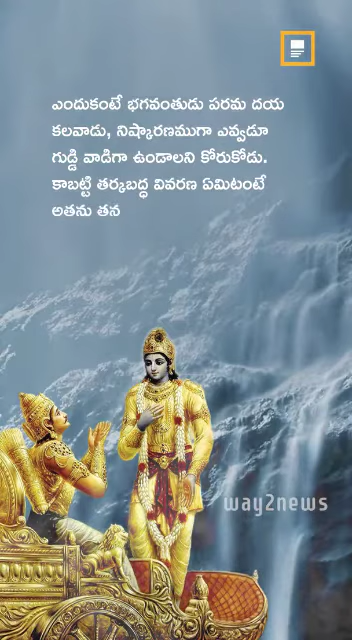 ఎందుకంటే భగవంతుడు పరమ దయ
కలవాడు, నిష్కారణముగా ఎవ్వడూ
గుడ్డి వాడిగా ఉండాలని కోరుకోడు.
కాబట్టి తర్కబద్ధ వివరణ ఏమిటంటే
అతను తన
way2news